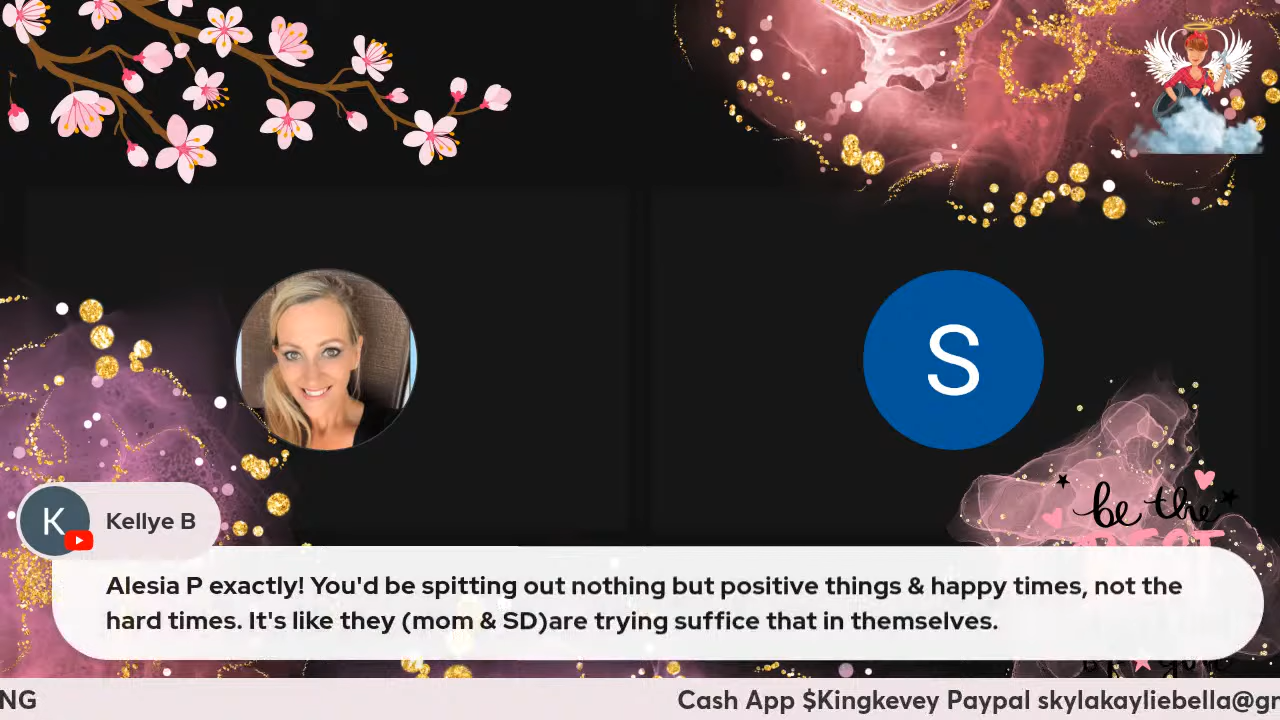 S
be the
K
Kellye B
Alesia P exactly! You'd be spitting out nothing but positive things & happy times, not the
hard times. It's like they (mom & SD)are trying suffice that in themselves.
NG
Cash App $Kingkevey Paypal skylakayliebella@gr